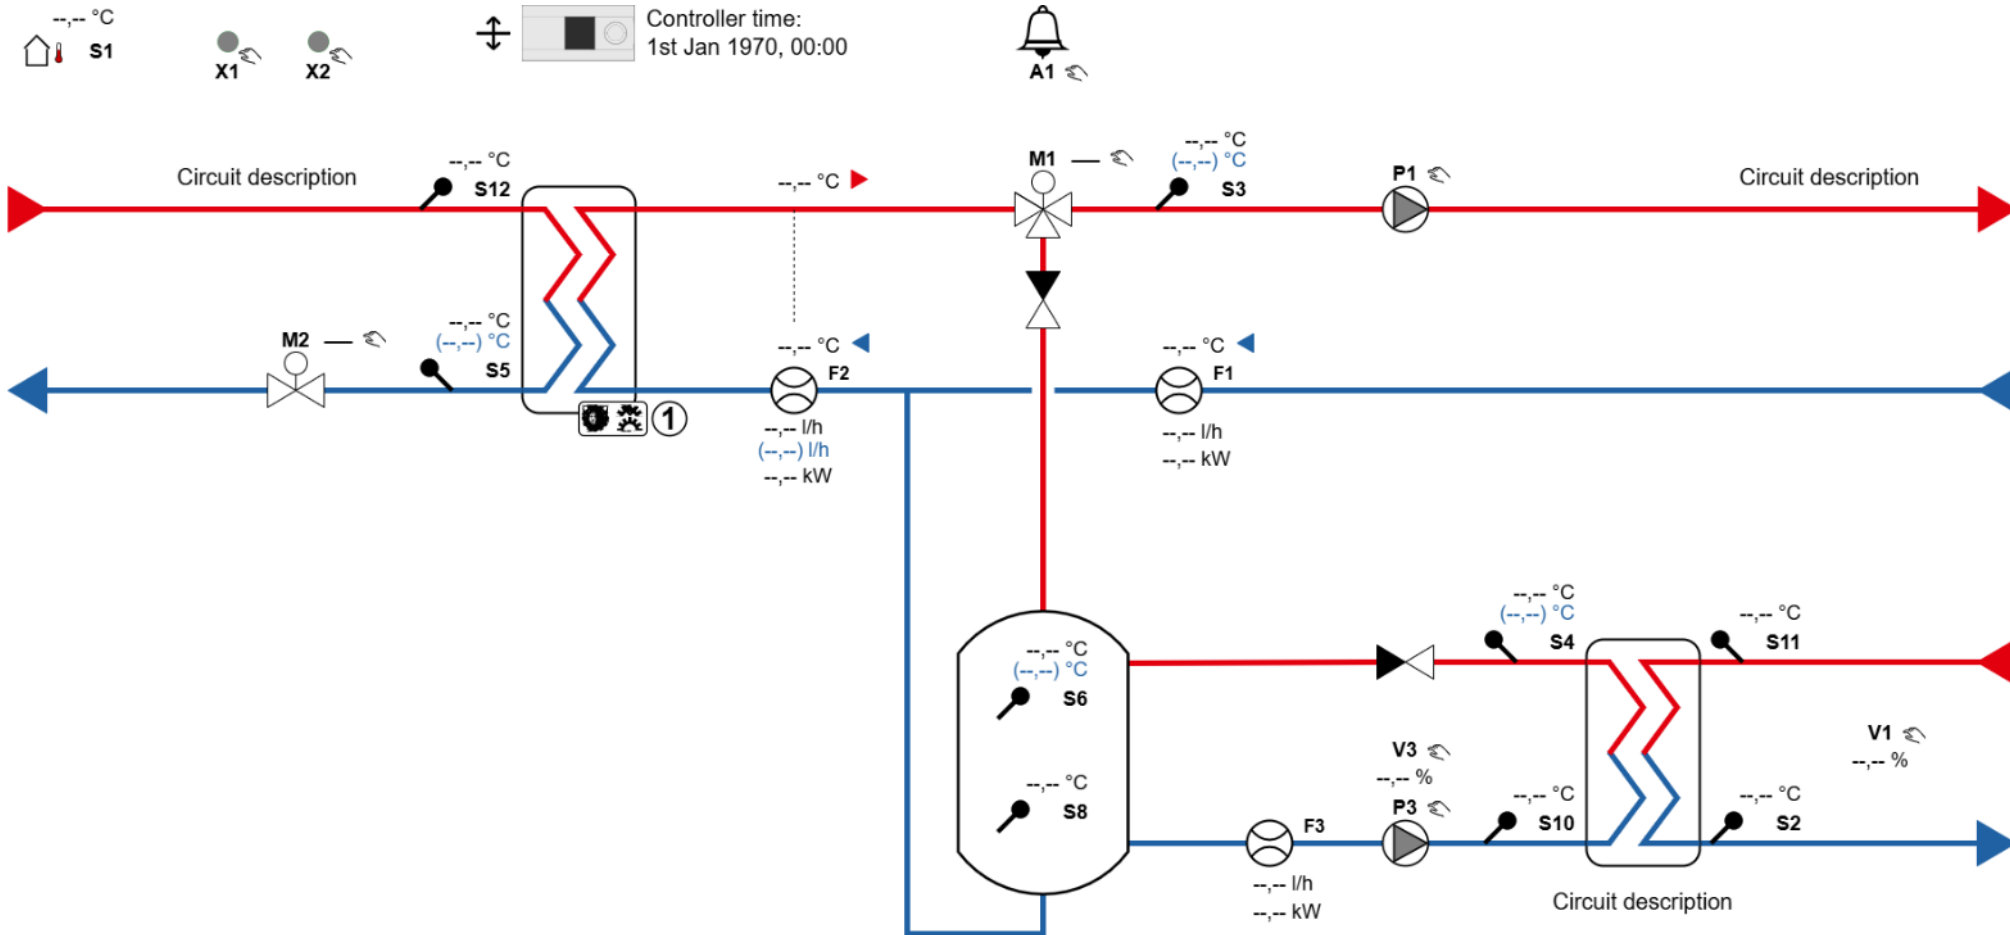 --,-- °C
S1
X1
X2
Controller time:
1st Jan 1970, 00:00
A1
Circuit description
--,-- °C
S12
--,-- °C
M1
--,-- °C
(--,--) °C
S3
P1
Circuit description
M2
--,-- °C
(--,--) °C
S5
1
--,-- °C
F2
--,-- l/h
(--,--) l/h
--,-- kW
--,-- °C
F1
--,-- l/h
--,-- kW
--,-- °C
(--,--) °C
S6
--,-- °C
S8
--,-- °C
(--,--) °C
S4
--,-- °C
S11
V3
--,-- %
P3
V1
--,-- %
F3
--,-- l/h
--,-- kW
--,-- °C
S10
--,-- °C
S2
Circuit description